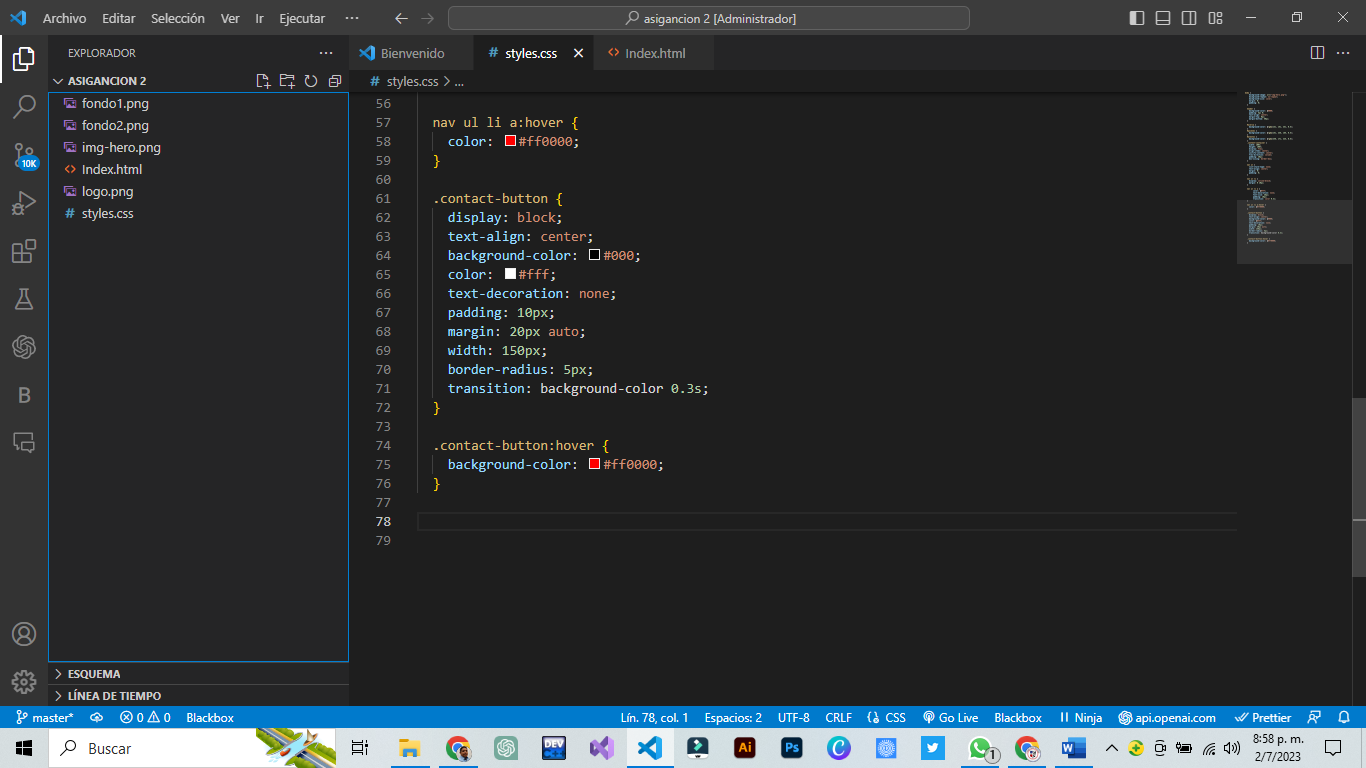 Archivo Editar Selección Ver Ir Ejecutar ···
asigancion 2 [Administrador]
EXPLORADOR ···
ASIGANCION 2
fondo1.png
fondo2.png
img-hero.png
Index.html
logo.png
styles.css
ESQUEMA
LÍNEA DE TIEMPO
10K
B
Bienvenido # styles.css <> Index.html ···
# styles.css > ...
56
57 nav ul li a:hover {
58 color: #ff0000;
59 }
60
61 .contact-button {
62 display: block;
63 text-align: center;
64 background-color: #000;
65 color: #fff;
66 text-decoration: none;
67 padding: 10px;
68 margin: 20px auto;
69 width: 150px;
70 border-radius: 5px;
71 transition: background-color 0.3s;
72 }
73
74 .contact-button:hover {
75 background-color: #ff0000;
76 }
77
78
79
master* 0 0 Blackbox Lín. 78, col. 1 Espacios: 2 UTF-8 CRLF CSS Go Live Blackbox Ninja api.openai.com Prettier
Buscar DEV Ai Ps C 1 W 8:58 p. m.
2/7/2023